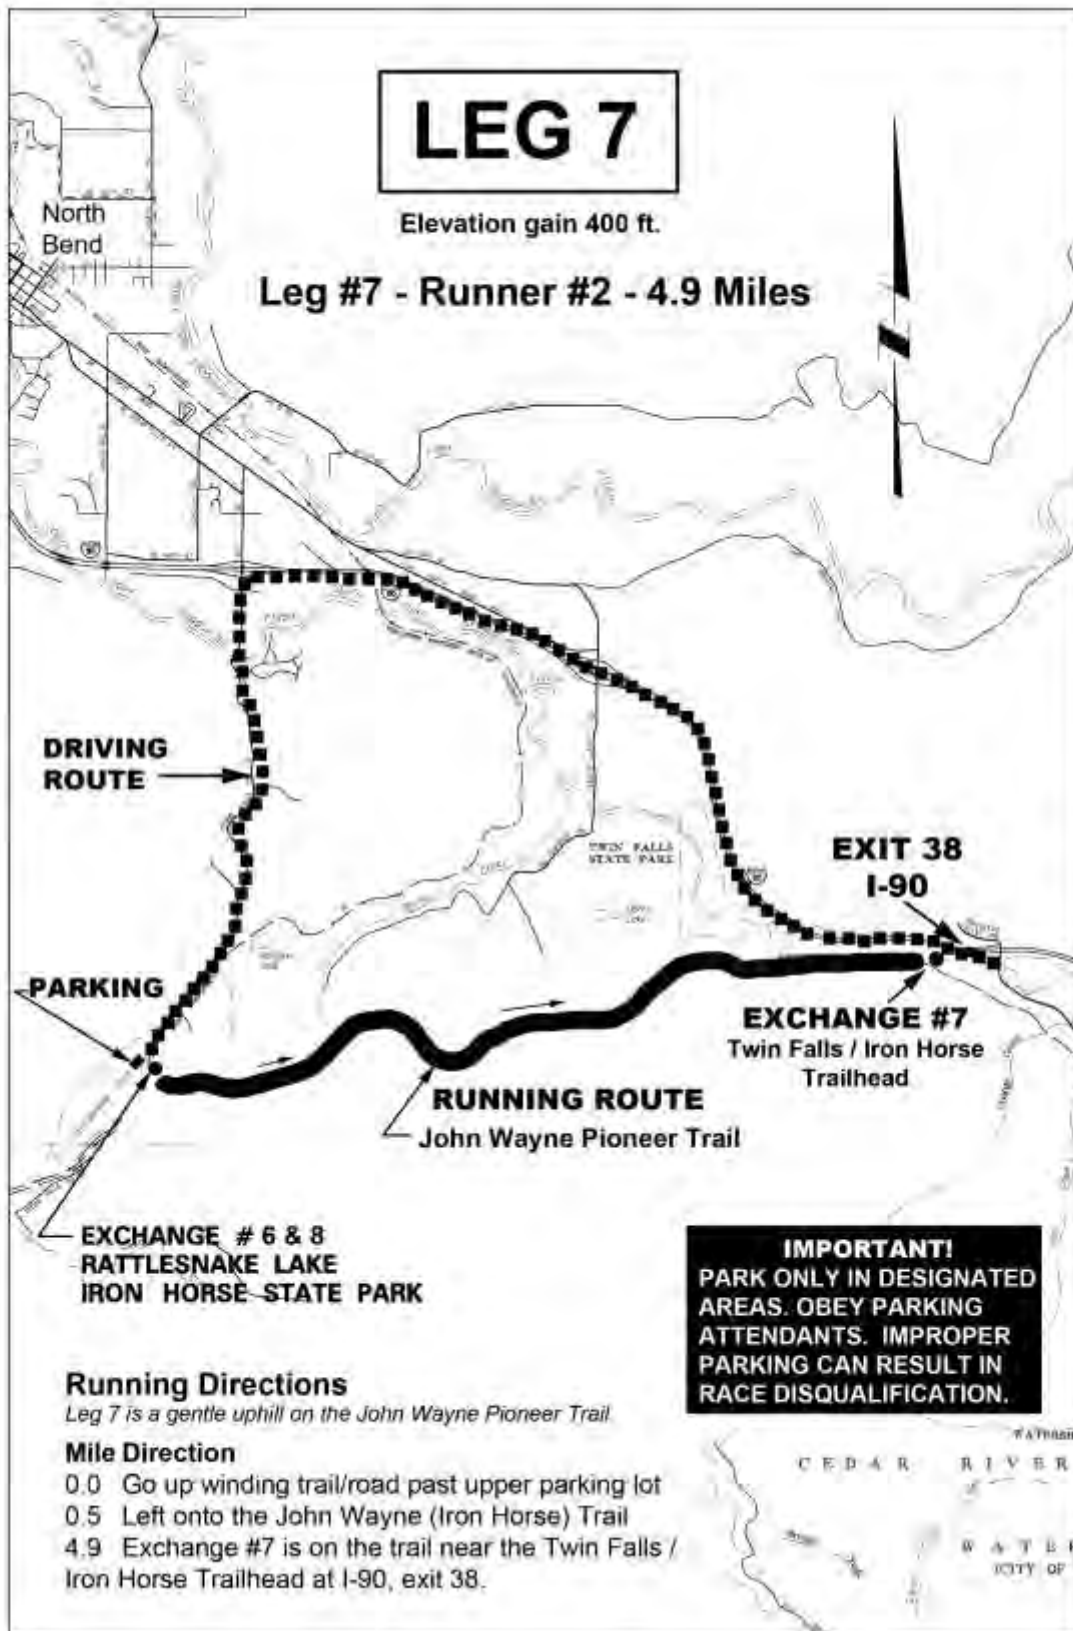 LEG 7
Elevation gain 400 ft.
Leg #7 - Runner #2 - 4.9 Miles
North
Bend
DRIVING
ROUTE
TWIN FALLS
STATE PARK
EXIT 38
I-90
PARKING
EXCHANGE #7
Twin Falls / Iron Horse
Trailhead
RUNNING ROUTE
John Wayne Pioneer Trail
EXCHANGE # 6 & 8
RATTLESNAKE LAKE
IRON HORSE STATE PARK
IMPORTANT!
PARK ONLY IN DESIGNATED
AREAS. OBEY PARKING
ATTENDANTS. IMPROPER
PARKING CAN RESULT IN
RACE DISQUALIFICATION.
Running Directions
Leg 7 is a gentle uphill on the John Wayne Pioneer Trail
Mile Direction
0.0 Go up winding trail/road past upper parking lot
0.5 Left onto the John Wayne (Iron Horse) Trail
4.9 Exchange #7 is on the trail near the Twin Falls /
Iron Horse Trailhead at I-90, exit 38.
CEDAR RIVER